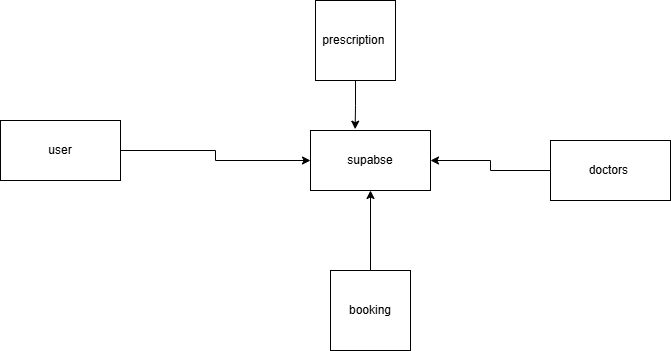 prescription
user
supabse
doctors
booking